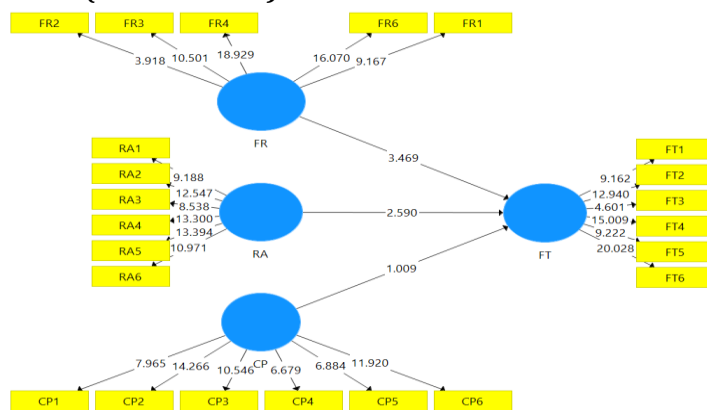 FR2 FR3 FR4 FR6 FR1
3.918 10.501 18.929 16.070 9.167
FR
3.469
RA1
RA2
RA3
RA4
RA5
RA6
9.188
12.547
8.538
13.300
13.394
10.971
RA
2.590
FT1
FT2
FT3
FT4
FT5
FT6
9.162
12.940
4.601
15.009
9.222
20.028
FT
1.009
CP
7.965 14.266 10.546 6.679 6.884 11.920
CP1 CP2 CP3 CP4 CP5 CP6